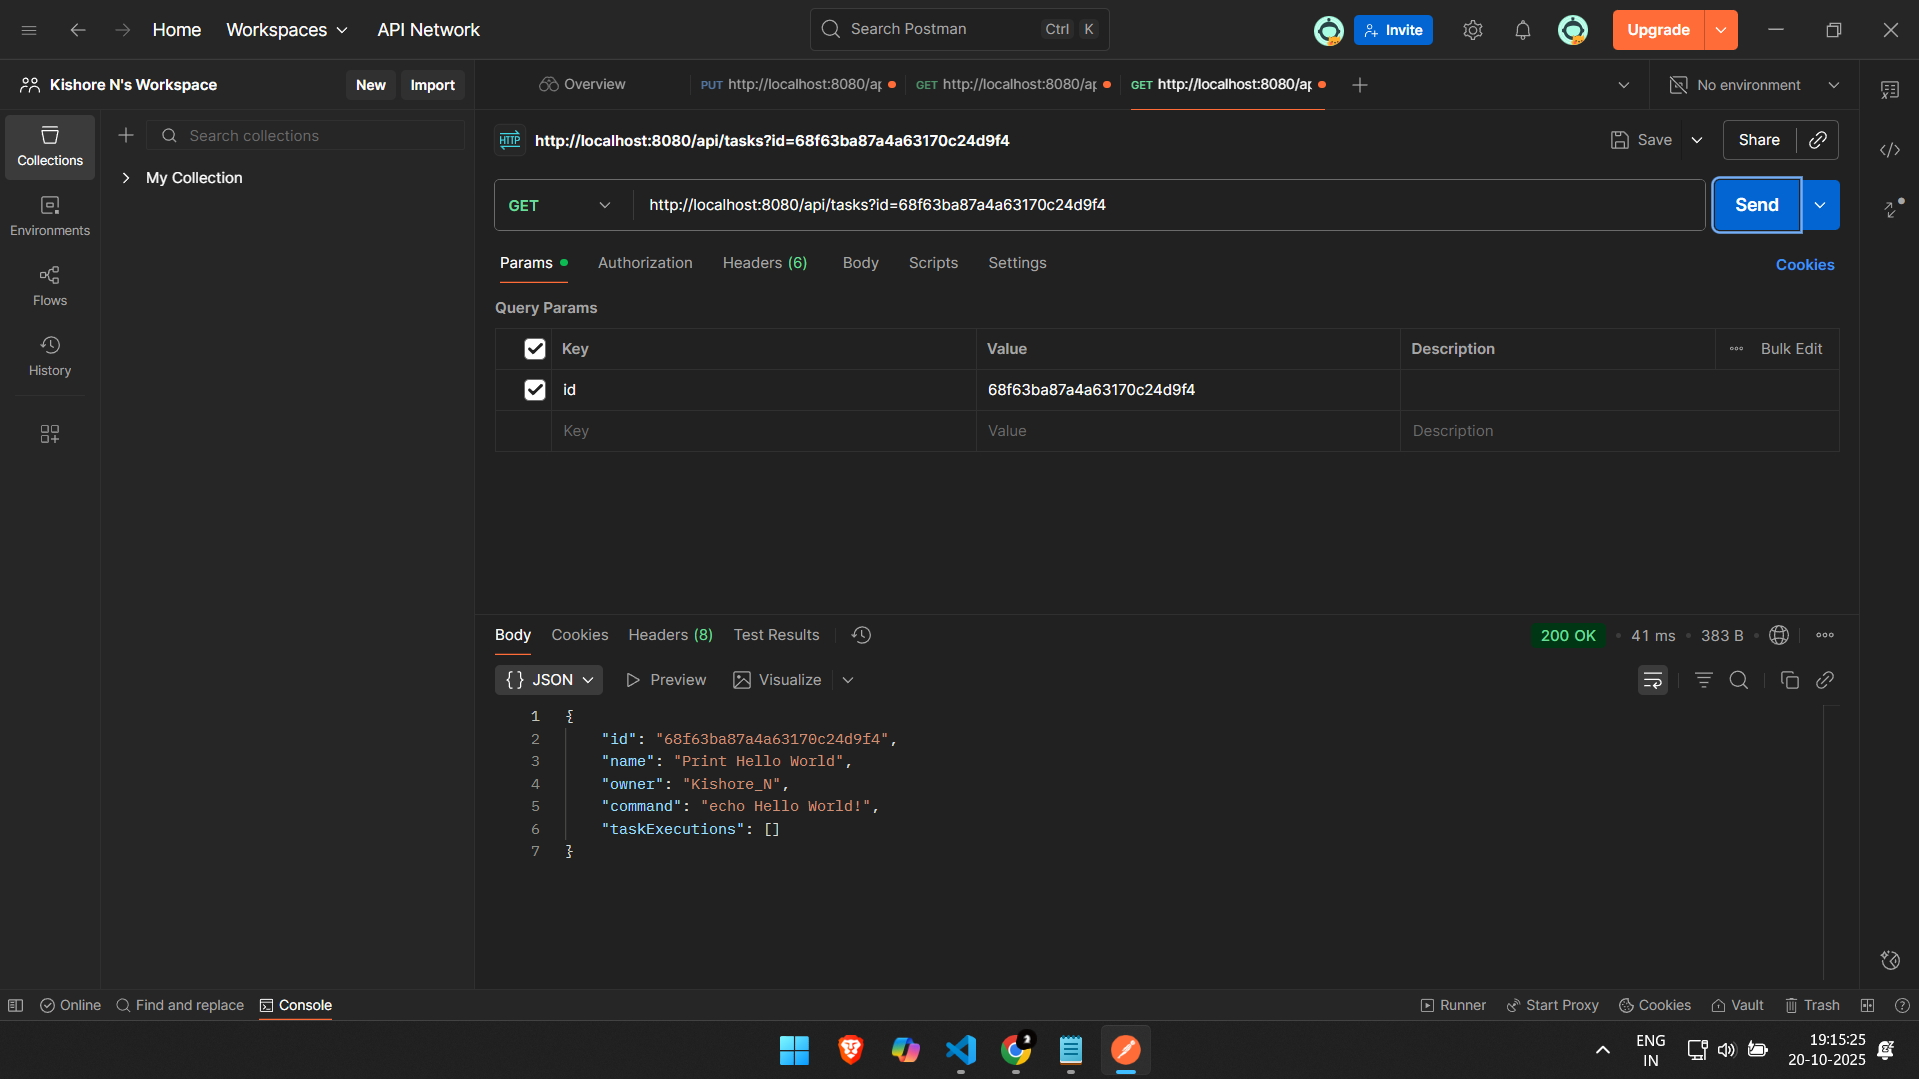 Home Workspaces API Network Search Postman Ctrl K Invite Upgrade
Kishore N's Workspace New Import Overview PUT http://localhost:8080/ap GET http://localhost:8080/ap GET http://localhost:8080/ap No environment
Search collections
Collections
My Collection
Environments
Flows
History
HTTP http://localhost:8080/api/tasks?id=68f63ba87a4a63170c24d9f4 Save Share
GET http://localhost:8080/api/tasks?id=68f63ba87a4a63170c24d9f4 Send
Params Authorization Headers (6) Body Scripts Settings Cookies
Query Params
Key Value Description Bulk Edit
id 68f63ba87a4a63170c24d9f4
Key Value Description
Body Cookies Headers (8) Test Results 200 OK 41 ms 383 B
{} JSON Preview Visualize
1 {
2 "id": "68f63ba87a4a63170c24d9f4",
3 "name": "Print Hello World",
4 "owner": "Kishore_N",
5 "command": "echo Hello World!",
6 "taskExecutions": []
7 }
Online Find and replace Console Runner Start Proxy Cookies Vault Trash
ENG
IN
19:15:25
20-10-2025